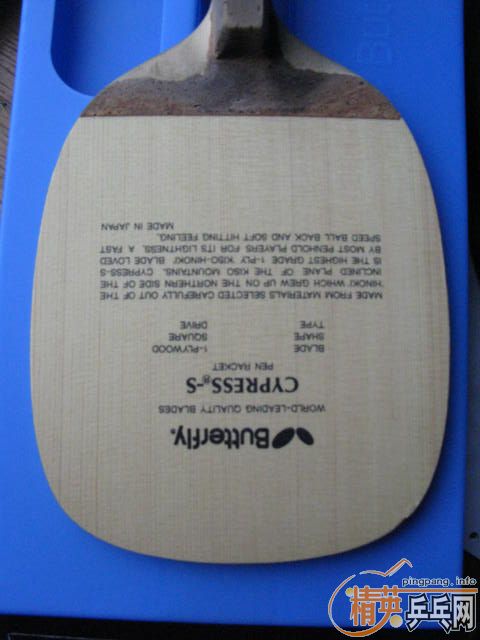 Butterfly.
WORLD-LEADING QUALITY BLADES
CYPRESS®-S
PEN RACKET
BLADE 1-PLYWOOD
SHAPE SQUARE
TYPE DRIVE
MADE FROM MATERIALS SELECTED CAREFULLY OUT OF THE
HINOKI WHICH GREW UP ON THE NORTHERN SIDE OF THE
INCLINED PLANE OF THE KISO MOUNTAINS. CYPRESS-S
IS THE HIGHEST GRADE 1-PLY KISO-HINOKI BLADE LOVED
BY MOST PENHOLD PLAYERS FOR ITS LIGHTNESS. A FAST
SPEED BALL BACK AND SOFT HITTING FEELING.
MADE IN JAPAN
pingpang.info
精英乒乓网